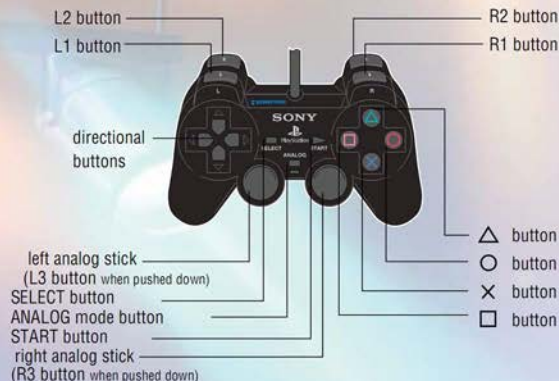 L2 button
L1 button
R2 button
R1 button
L
R
SONY
PlayStation
SELECT
START
ANALOG
directional
buttons
left analog stick
(L3 button when pushed down)
SELECT button
ANALOG mode button
START button
right analog stick
(R3 button when pushed down)
△ button
○ button
✕ button
□ button